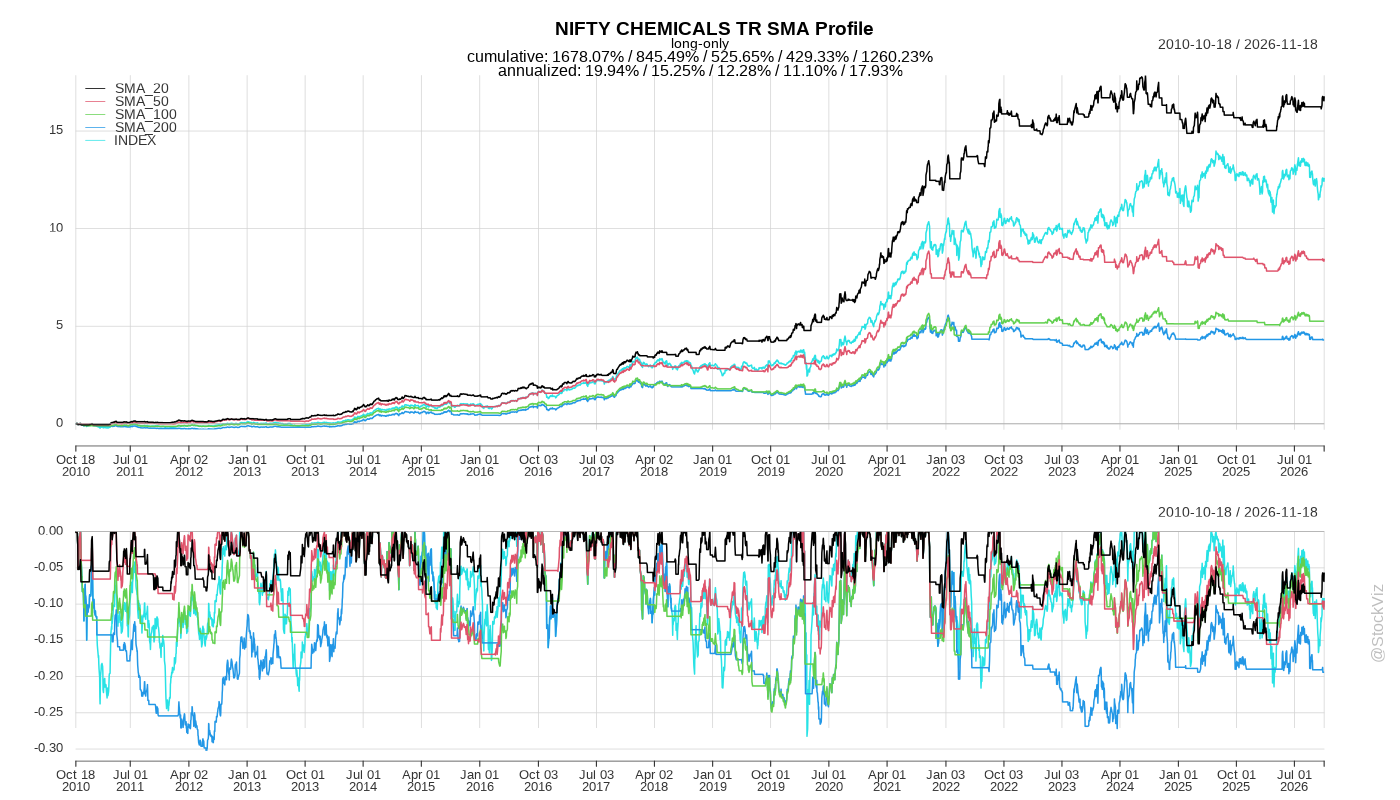 NIFTY CHEMICALS TR SMA Profile
long-only
2010-10-18 / 2026-11-18
cumulative: 1678.07% / 845.49% / 525.65% / 429.33% / 1260.23%
annualized: 19.94% / 15.25% / 12.28% / 11.10% / 17.93%
SMA_20
SMA_50
SMA_100
SMA_200
INDEX
15
10
5
0
Oct 18 Jul 01 Apr 02 Jan 01 Oct 01 Jul 01 Apr 01 Jan 01 Oct 03 Jul 03 Apr 02 Jan 01 Oct 01 Jul 01 Apr 01 Jan 03 Oct 03 Jul 03 Apr 01 Jan 01 Oct 01 Jul 01
2010 2011 2012 2013 2013 2014 2015 2016 2016 2017 2018 2019 2019 2020 2021 2022 2022 2023 2024 2025 2025 2026
2010-10-18 / 2026-11-18
0.00
-0.05
-0.10
-0.15
-0.20
-0.25
-0.30
Oct 18 Jul 01 Apr 02 Jan 01 Oct 01 Jul 01 Apr 01 Jan 01 Oct 03 Jul 03 Apr 02 Jan 01 Oct 01 Jul 01 Apr 01 Jan 03 Oct 03 Jul 03 Apr 01 Jan 01 Oct 01 Jul 01
2010 2011 2012 2013 2013 2014 2015 2016 2016 2017 2018 2019 2019 2020 2021 2022 2022 2023 2024 2025 2025 2026
@StockViz